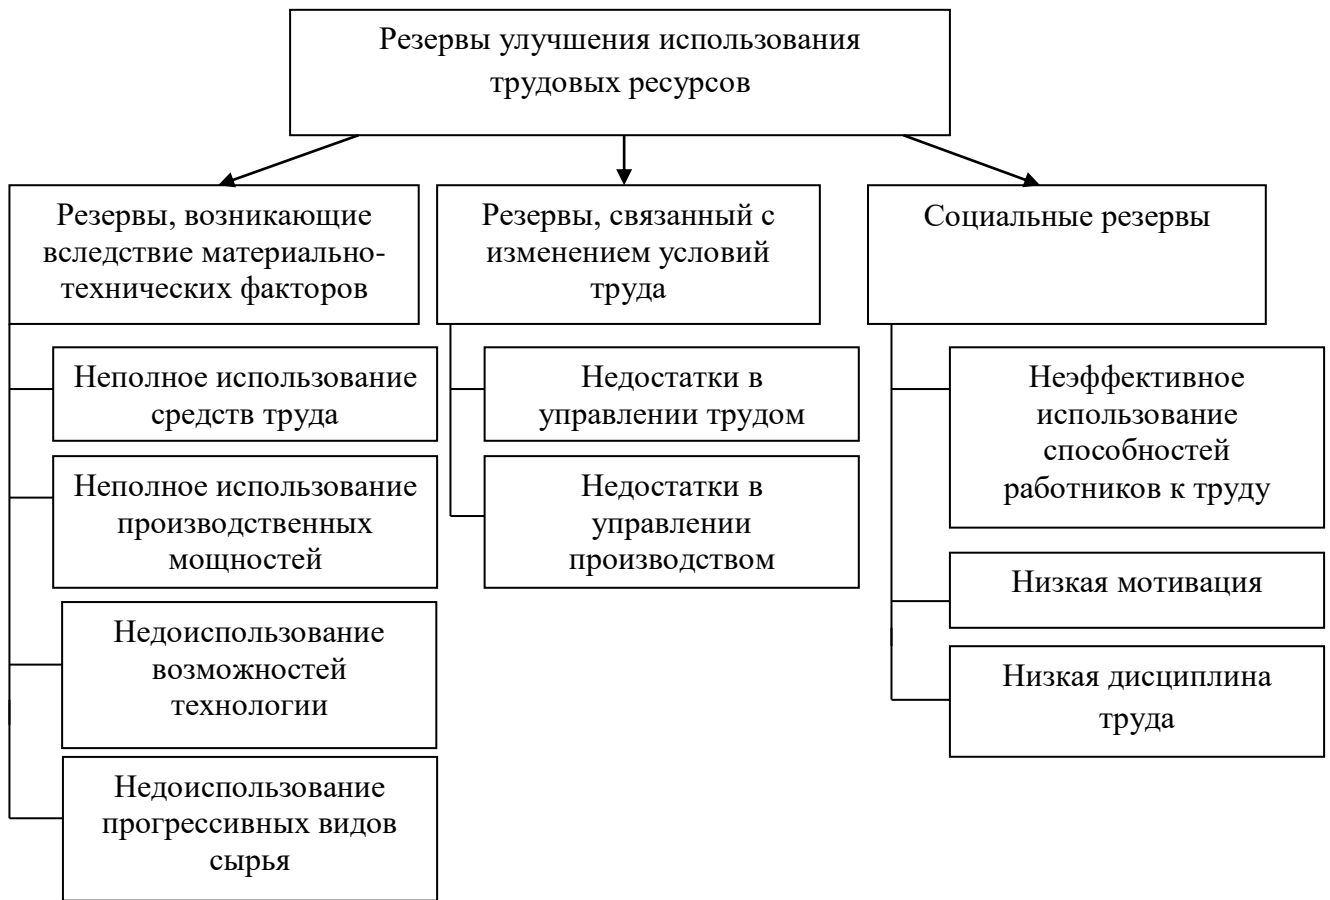 Резервы улучшения использования
трудовых ресурсов
Резервы, возникающие
вследствие материально-
технических факторов
Неполное использование
средств труда
Неполное использование
производственных
мощностей
Недоиспользование
возможностей
технологии
Недоиспользование
прогрессивных видов
сырья
Резервы, связанный с
изменением условий
труда
Недостатки в
управлении трудом
Недостатки в
управлении
производством
Социальные резервы
Неэффективное
использование
способностей
работников к труду
Низкая мотивация
Низкая дисциплина
труда